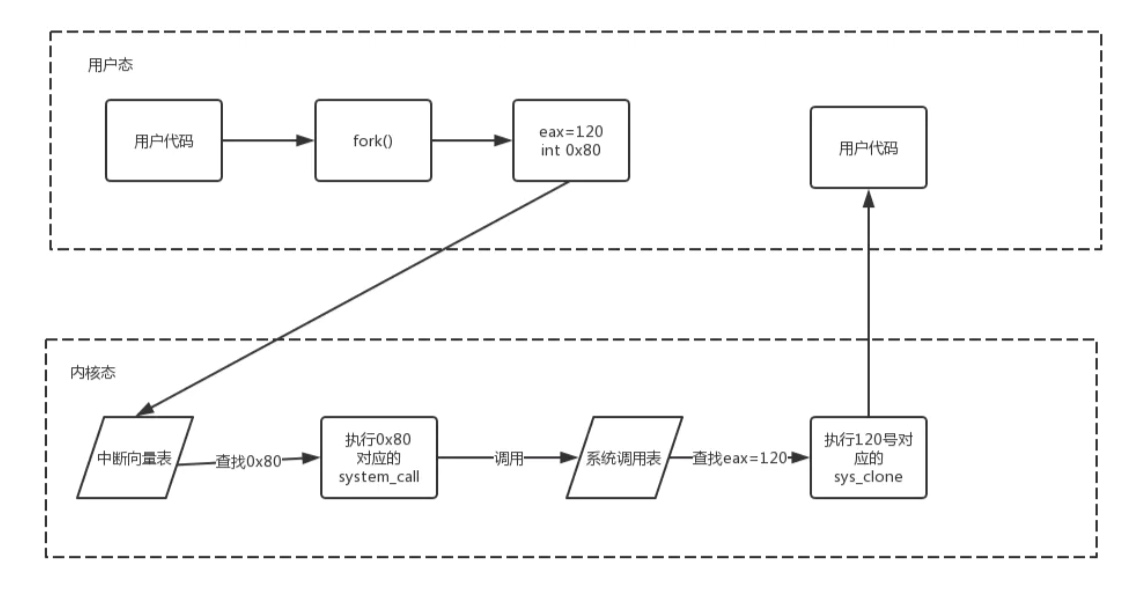 用户态
用户代码
fork()
eax=120
int 0x80
用户代码
内核态
中断向量表
查找0x80
执行0x80
对应的
system_call
调用
系统调用表
查找eax=120
执行120号对
应的
sys_clone